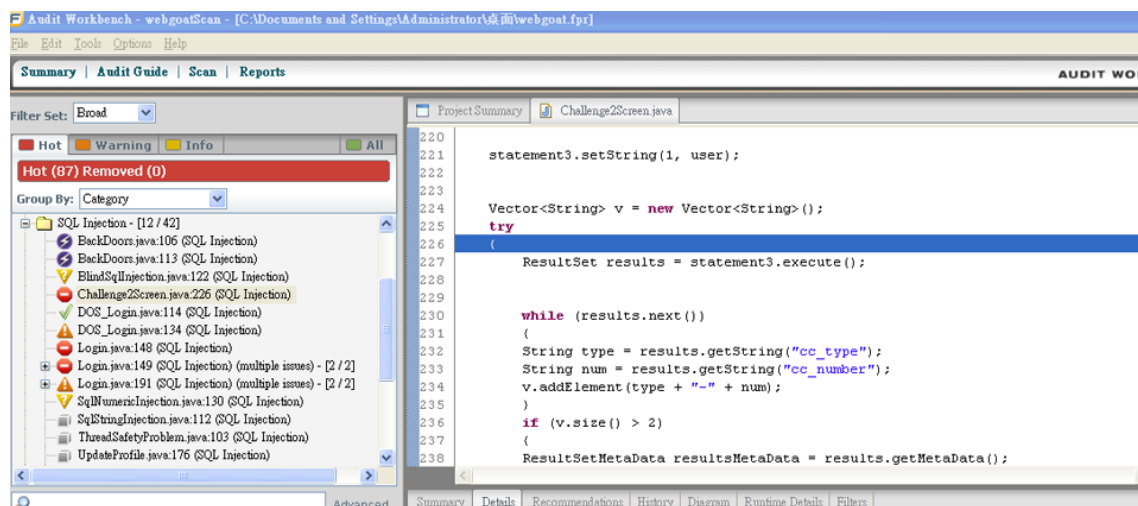 Audit Workbench - webgoatScan - [C:\Documents and Settings\Administrator\桌面\webgoat.fpr]
File Edit Tools Options Help
Summary | Audit Guide | Scan | Reports
AUDIT WO
Filter Set: Broad
Hot Warning Info All
Hot (87) Removed (0)
Group By: Category
SQL Injection - [12 / 42]
BackDoors.java:106 (SQL Injection)
BackDoors.java:113 (SQL Injection)
BlindSqlInjection.java:122 (SQL Injection)
Challenge2Screen.java:226 (SQL Injection)
DOS_Login.java:114 (SQL Injection)
DOS_Login.java:134 (SQL Injection)
Login.java:148 (SQL Injection)
Login.java:149 (SQL Injection) (multiple issues) - [2 / 2]
Login.java:191 (SQL Injection) (multiple issues) - [2 / 2]
SqlNumericInjection.java:130 (SQL Injection)
SqlStringInjection.java:112 (SQL Injection)
ThreadSafetyProblem.java:103 (SQL Injection)
UpdateProfile.java:176 (SQL Injection)
Advanced
Project Summary Challenge2Screen.java
220
221 statement3.setString(1, user);
222
223
224 Vector<String> v = new Vector<String>();
225 try
226 {
227 ResultSet results = statement3.execute();
228
229
230 while (results.next())
231 {
232 String type = results.getString("cc_type");
233 String num = results.getString("cc_number");
234 v.addElement(type + "-" + num);
235 }
236 if (v.size() > 2)
237 {
238 ResultSetMetaData resultsMetaData = results.getMetaData();
Summary Details Recommendations History Diagram Runtime Details Filters